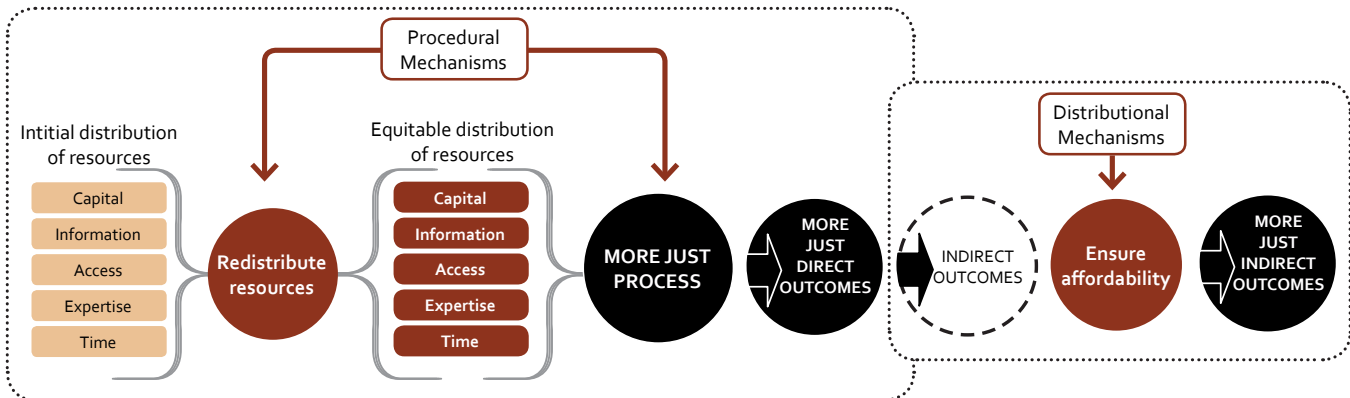 Procedural
Mechanisms
Intitial distribution
of resources
Capital
Information
Access
Expertise
Time
Redistribute
resources
Equitable distribution
of resources
Capital
Information
Access
Expertise
Time
MORE JUST
PROCESS
MORE
JUST
DIRECT
OUTCOMES
Distributional
Mechanisms
INDIRECT
OUTCOMES
Ensure
affordability
MORE
JUST
INDIRECT
OUTCOMES